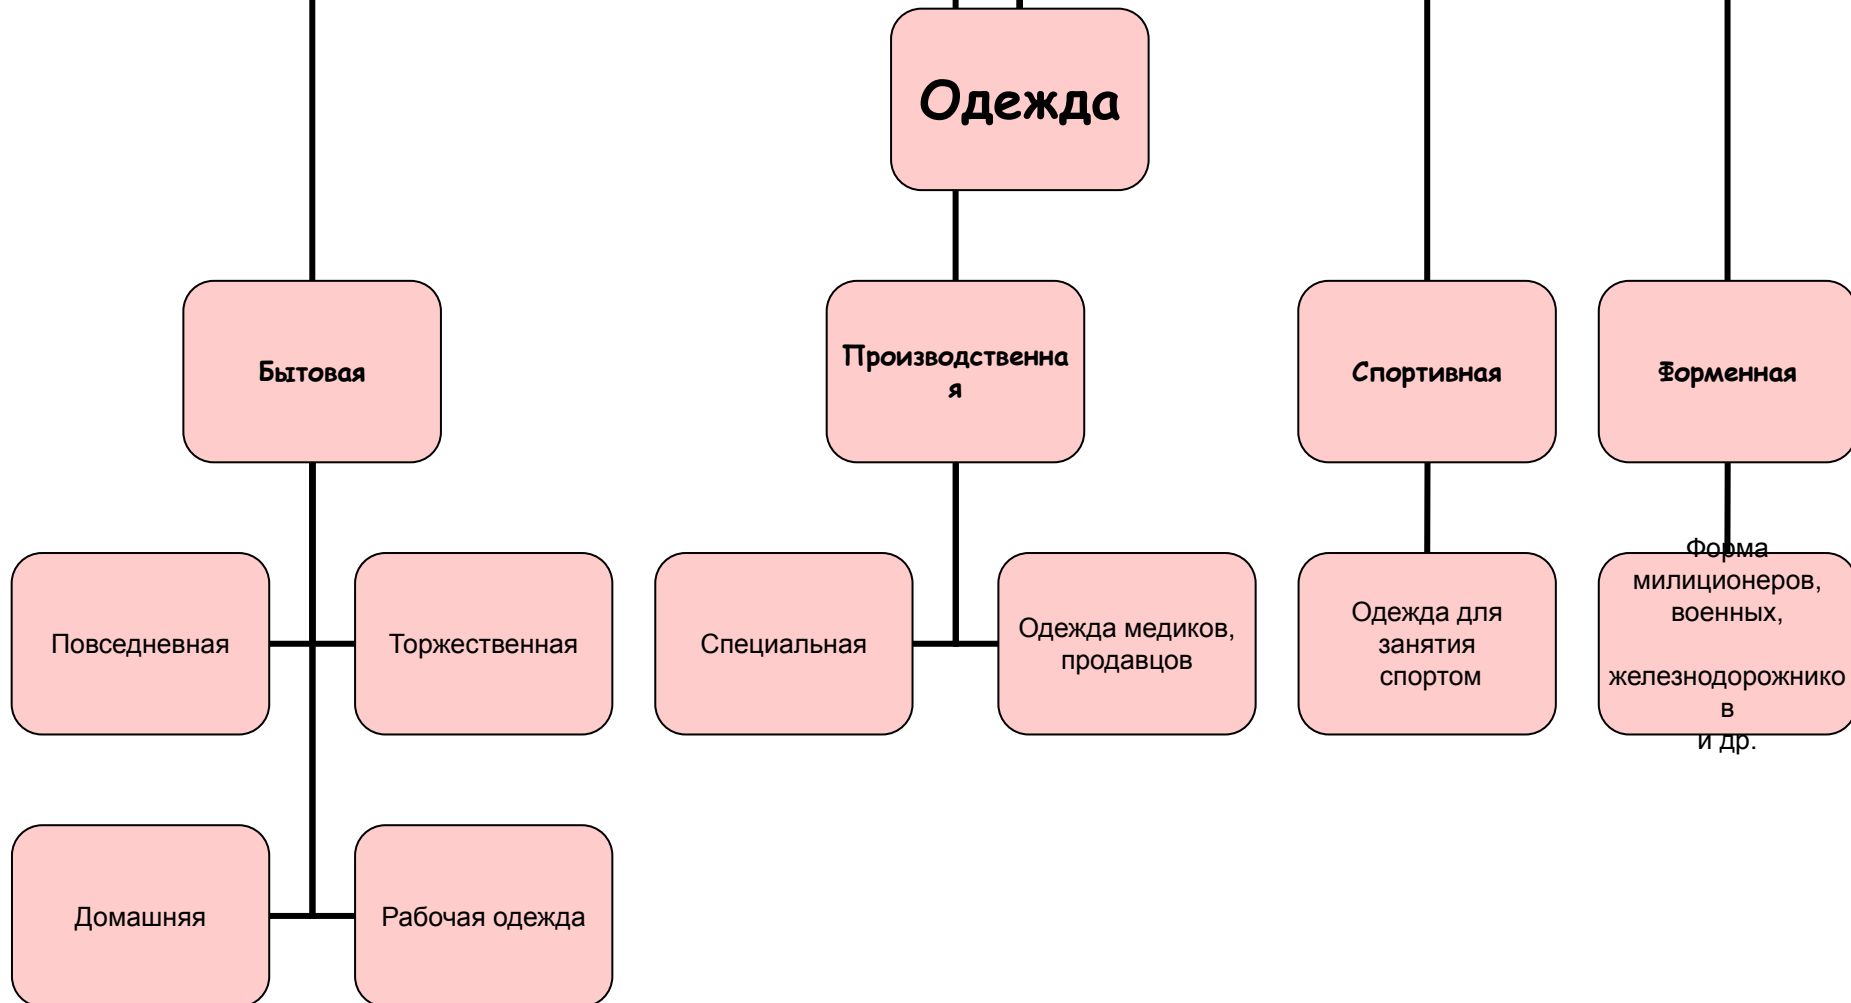 Одежда
Бытовая
Производственна
я
Спортивная
Форменная
Повседневная
Торжественная
Специальная
Одежда медиков,
продавцов
Одежда для
занятия
спортом
Форма
милиционеров,
военных,
железнодорожнико
в
и др.
Домашняя
Рабочая одежда